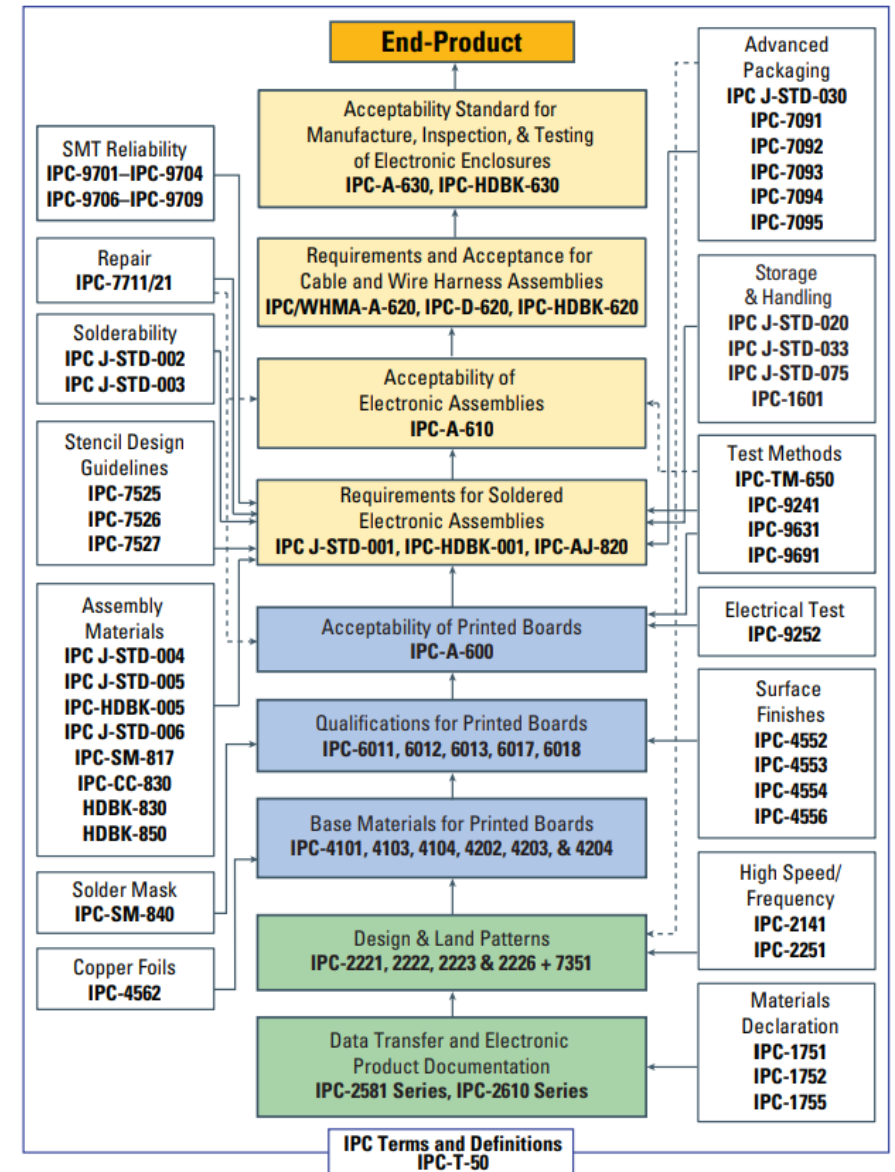 End-Product
Acceptability Standard for
Manufacture, Inspection, & Testing
of Electronic Enclosures
IPC-A-630, IPC-HDBK-630
Requirements and Acceptance for
Cable and Wire Harness Assemblies
IPC/WHMA-A-620, IPC-D-620, IPC-HDBK-620
Acceptability of
Electronic Assemblies
IPC-A-610
Requirements for Soldered
Electronic Assemblies
IPC J-STD-001, IPC-HDBK-001, IPC-AJ-820
Acceptability of Printed Boards
IPC-A-600
Qualifications for Printed Boards
IPC-6011, 6012, 6013, 6017, 6018
Base Materials for Printed Boards
IPC-4101, 4103, 4104, 4202, 4203, & 4204
Design & Land Patterns
IPC-2221, 2222, 2223 & 2226 + 7351
Data Transfer and Electronic
Product Documentation
IPC-2581 Series, IPC-2610 Series
SMT Reliability
IPC-9701–IPC-9704
IPC-9706–IPC-9709
Repair
IPC-7711/21
Solderability
IPC J-STD-002
IPC J-STD-003
Stencil Design
Guidelines
IPC-7525
IPC-7526
IPC-7527
Assembly
Materials
IPC J-STD-004
IPC J-STD-005
IPC-HDBK-005
IPC J-STD-006
IPC-SM-817
IPC-CC-830
HDBK-830
HDBK-850
Solder Mask
IPC-SM-840
Copper Foils
IPC-4562
Advanced
Packaging
IPC J-STD-030
IPC-7091
IPC-7092
IPC-7093
IPC-7094
IPC-7095
Storage
& Handling
IPC J-STD-020
IPC J-STD-033
IPC J-STD-075
IPC-1601
Test Methods
IPC-TM-650
IPC-9241
IPC-9631
IPC-9691
Electrical Test
IPC-9252
Surface
Finishes
IPC-4552
IPC-4553
IPC-4554
IPC-4556
High Speed/
Frequency
IPC-2141
IPC-2251
Materials
Declaration
IPC-1751
IPC-1752
IPC-1755
IPC Terms and Definitions
IPC-T-50